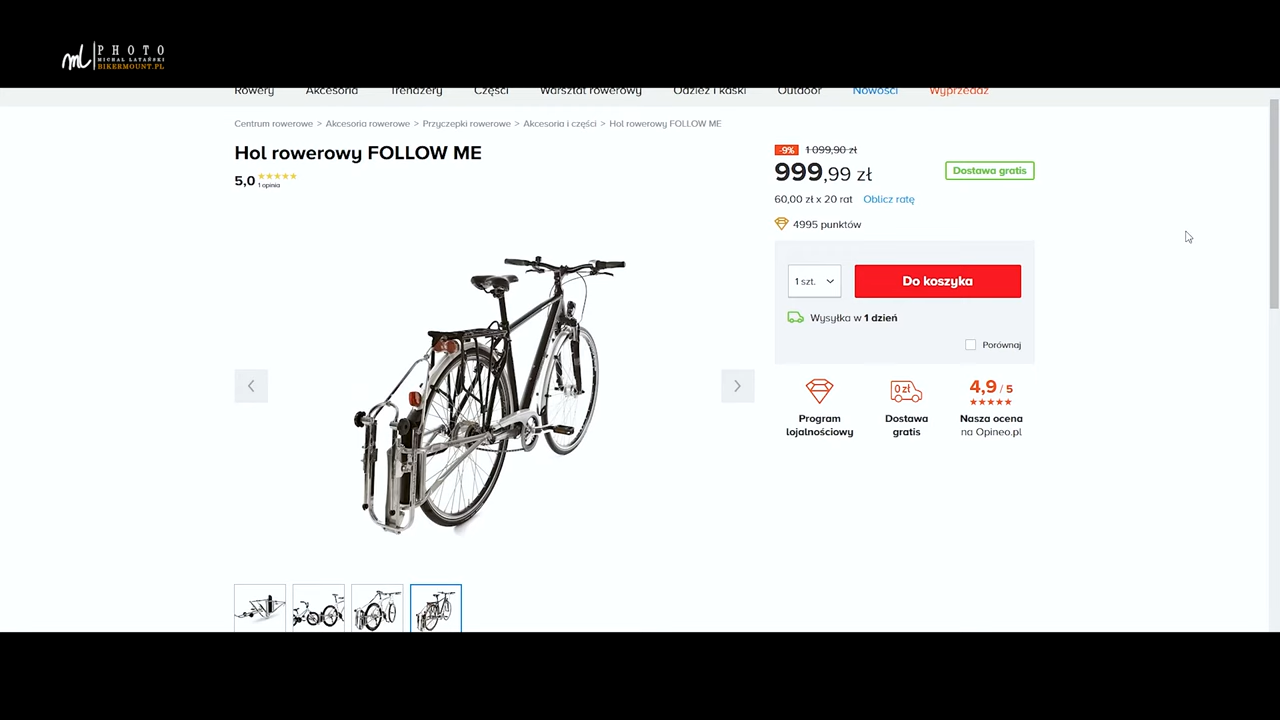 ml PHOTO
MICHAŁ LATAŃSKI
BIKERMOUNT.PL
Rowery Akcesoria Trenażery Części Warsztat rowerowy Odzież i kaski Outdoor Nowości Wyprzedaż
Centrum rowerowe > Akcesoria rowerowe > Przyczepki rowerowe > Akcesoria i części > Hol rowerowy FOLLOW ME
Hol rowerowy FOLLOW ME
5,0
1 opinia
-9% 1 099,90 zł
999,99 zł
Dostawa gratis
60,00 zł x 20 rat Oblicz ratę
4995 punktów
1 szt.
Do koszyka
Wysyłka w 1 dzień
Porównaj
0 zł
4,9 / 5
Program
lojalnościowy
Dostawa
gratis
Nasza ocena
na Opineo.pl